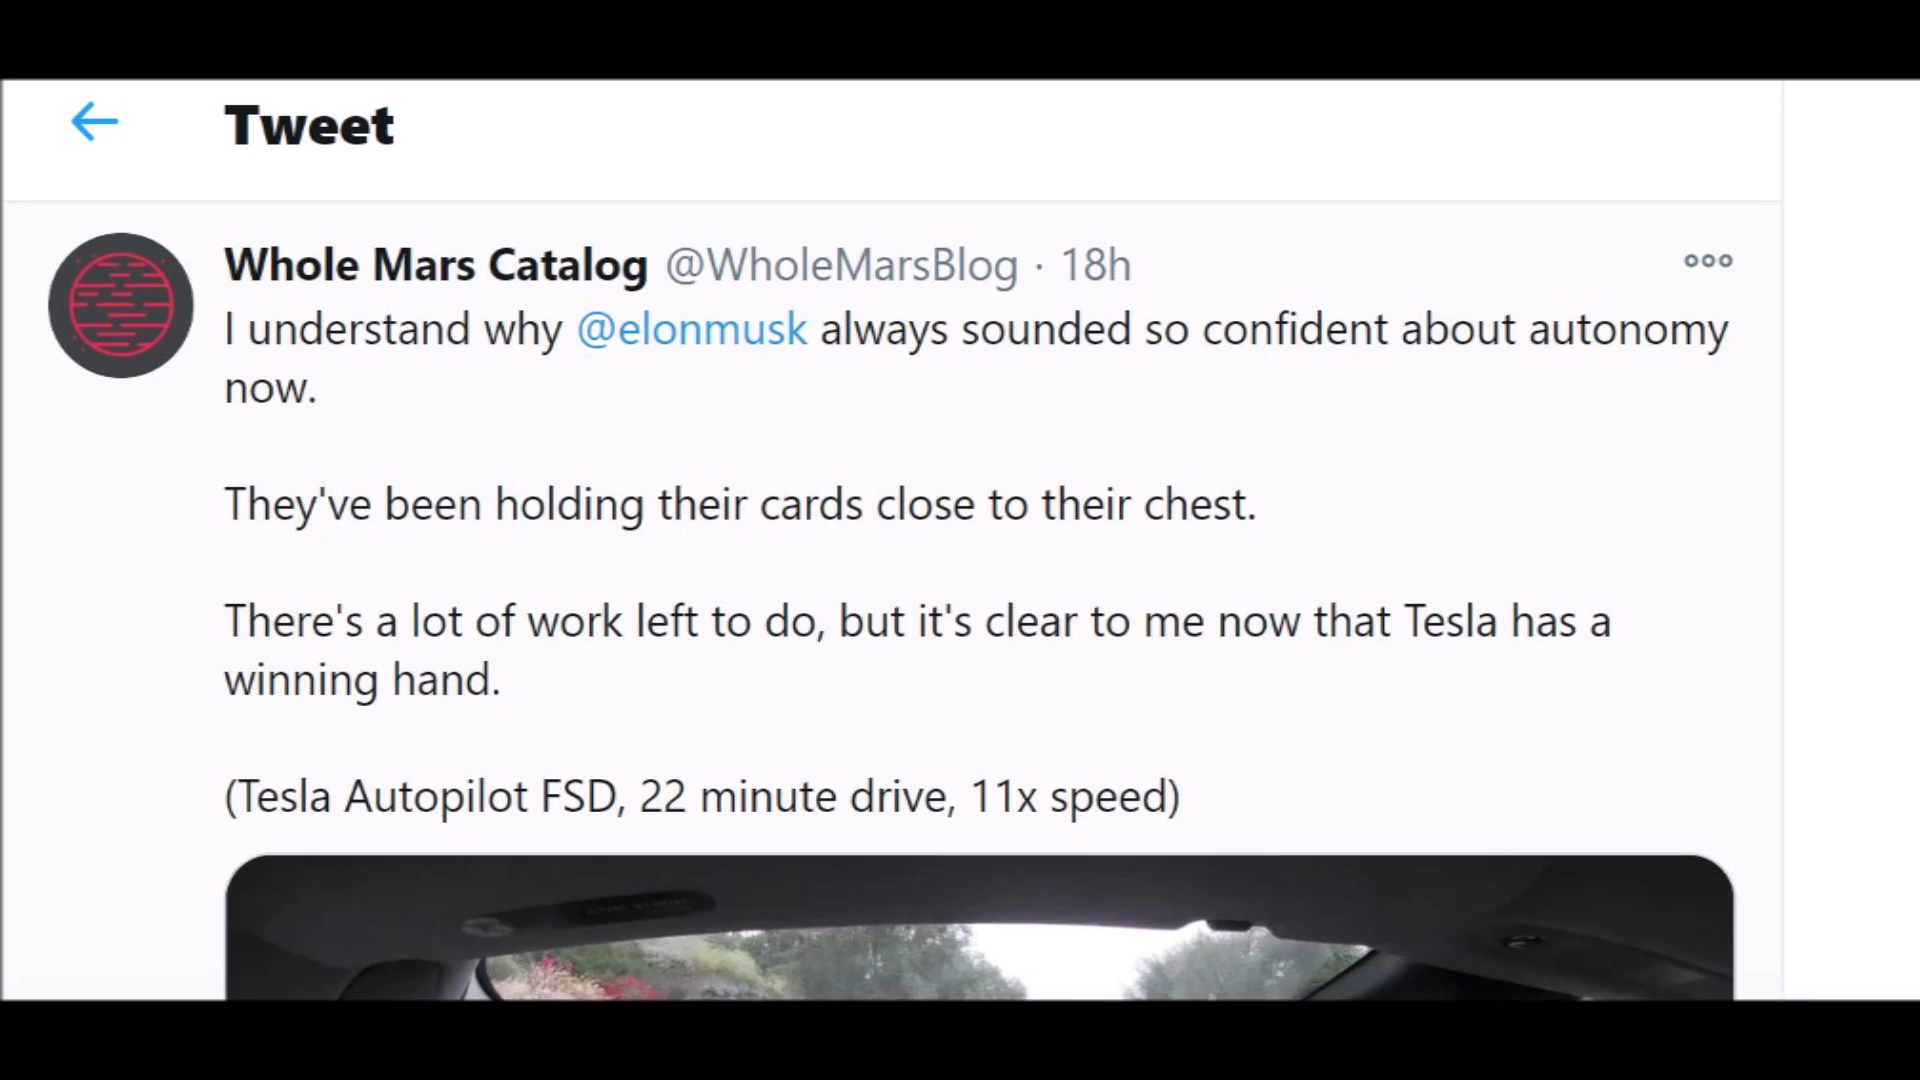 Tweet
Whole Mars Catalog @WholeMarsBlog · 18h
I understand why @elonmusk always sounded so confident about autonomy
now.
They've been holding their cards close to their chest.
There's a lot of work left to do, but it's clear to me now that Tesla has a
winning hand.
(Tesla Autopilot FSD, 22 minute drive, 11x speed)